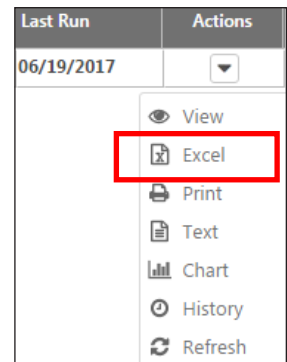 Last Run Actions
06/19/2017
View
Excel
Print
Text
Chart
History
Refresh